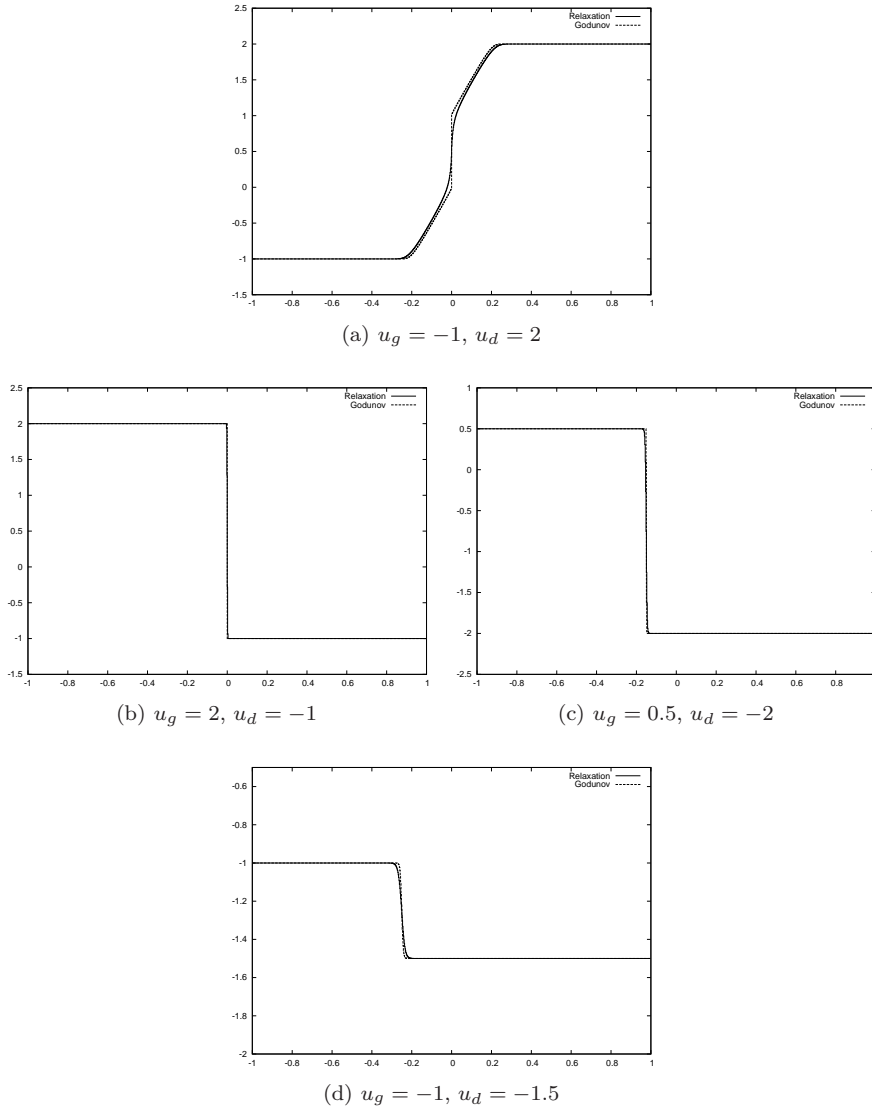 2.5
2
1.5
1
0.5
0
-0.5
-1
-1.5
Relaxation
Godunov
-1 -0.8 -0.6 -0.4 -0.2 0 0.2 0.4 0.6 0.8 1
(a) u_g = −1, u_d = 2
2.5
2
1.5
1
0.5
0
-0.5
-1
-1.5
Relaxation
Godunov
-1 -0.8 -0.6 -0.4 -0.2 0 0.2 0.4 0.6 0.8 1
(b) u_g = 2, u_d = −1
1
0.5
0
-0.5
-1
-1.5
-2
-2.5
Relaxation
Godunov
-1 -0.8 -0.6 -0.4 -0.2 0 0.2 0.4 0.6 0.8
(c) u_g = 0.5, u_d = −2
-0.6
-0.8
-1
-1.2
-1.4
-1.6
-1.8
-2
Relaxation
Godunov
-1 -0.8 -0.6 -0.4 -0.2 0 0.2 0.4 0.6 0.8 1
(d) u_g = −1, u_d = −1.5